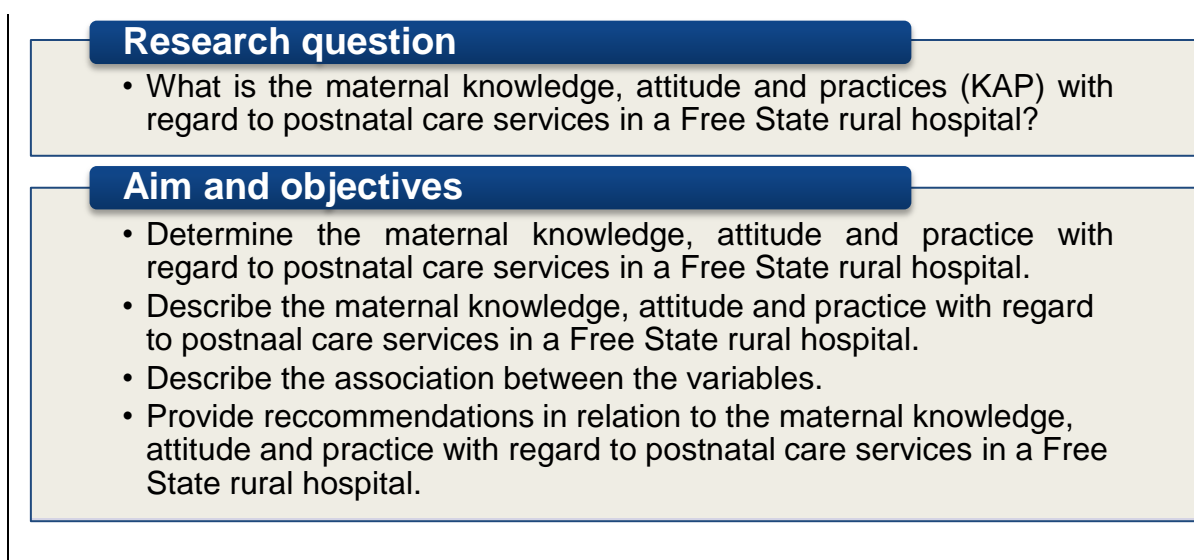 Research question
• What is the maternal knowledge, attitude and practices (KAP) with
regard to postnatal care services in a Free State rural hospital?
Aim and objectives
• Determine the maternal knowledge, attitude and practice with
regard to postnatal care services in a Free State rural hospital.
• Describe the maternal knowledge, attitude and practice with regard
to postnaal care services in a Free State rural hospital.
• Describe the association between the variables.
• Provide reccommendations in relation to the maternal knowledge,
attitude and practice with regard to postnatal care services in a Free
State rural hospital.